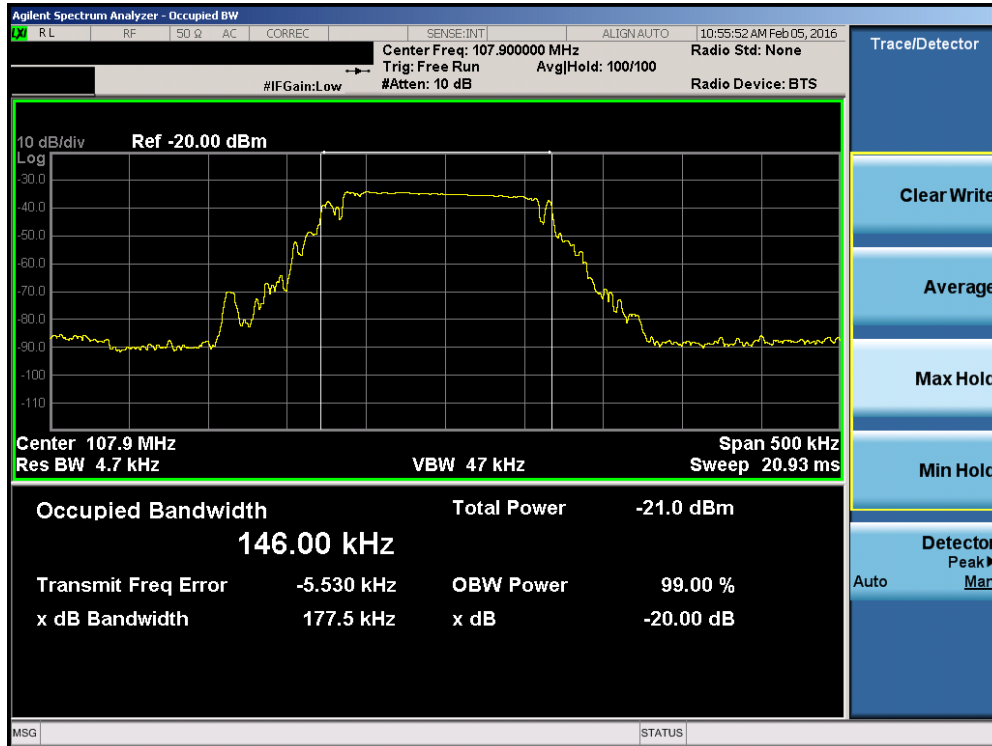 Agilent Spectrum Analyzer - Occupied BW
LXI RL RF 50 Ω AC CORREC SENSE:INT ALIGN AUTO 10:55:52 AM Feb 05, 2016
Center Freq: 107.900000 MHz Radio Std: None
Trig: Free Run Avg|Hold: 100/100
#IFGain:Low #Atten: 10 dB Radio Device: BTS
Trace/Detector
10 dB/div Ref -20.00 dBm
Log
-30.0
-40.0
-50.0
-60.0
-70.0
-80.0
-90.0
-100
-110
Center 107.9 MHz Span 500 kHz
Res BW 4.7 kHz VBW 47 kHz Sweep 20.93 ms
Occupied Bandwidth Total Power -21.0 dBm
146.00 kHz
Transmit Freq Error -5.530 kHz OBW Power 99.00 %
x dB Bandwidth 177.5 kHz x dB -20.00 dB
Clear Write
Average
Max Hold
Min Hold
Detector
Peak
Auto Man
MSG STATUS